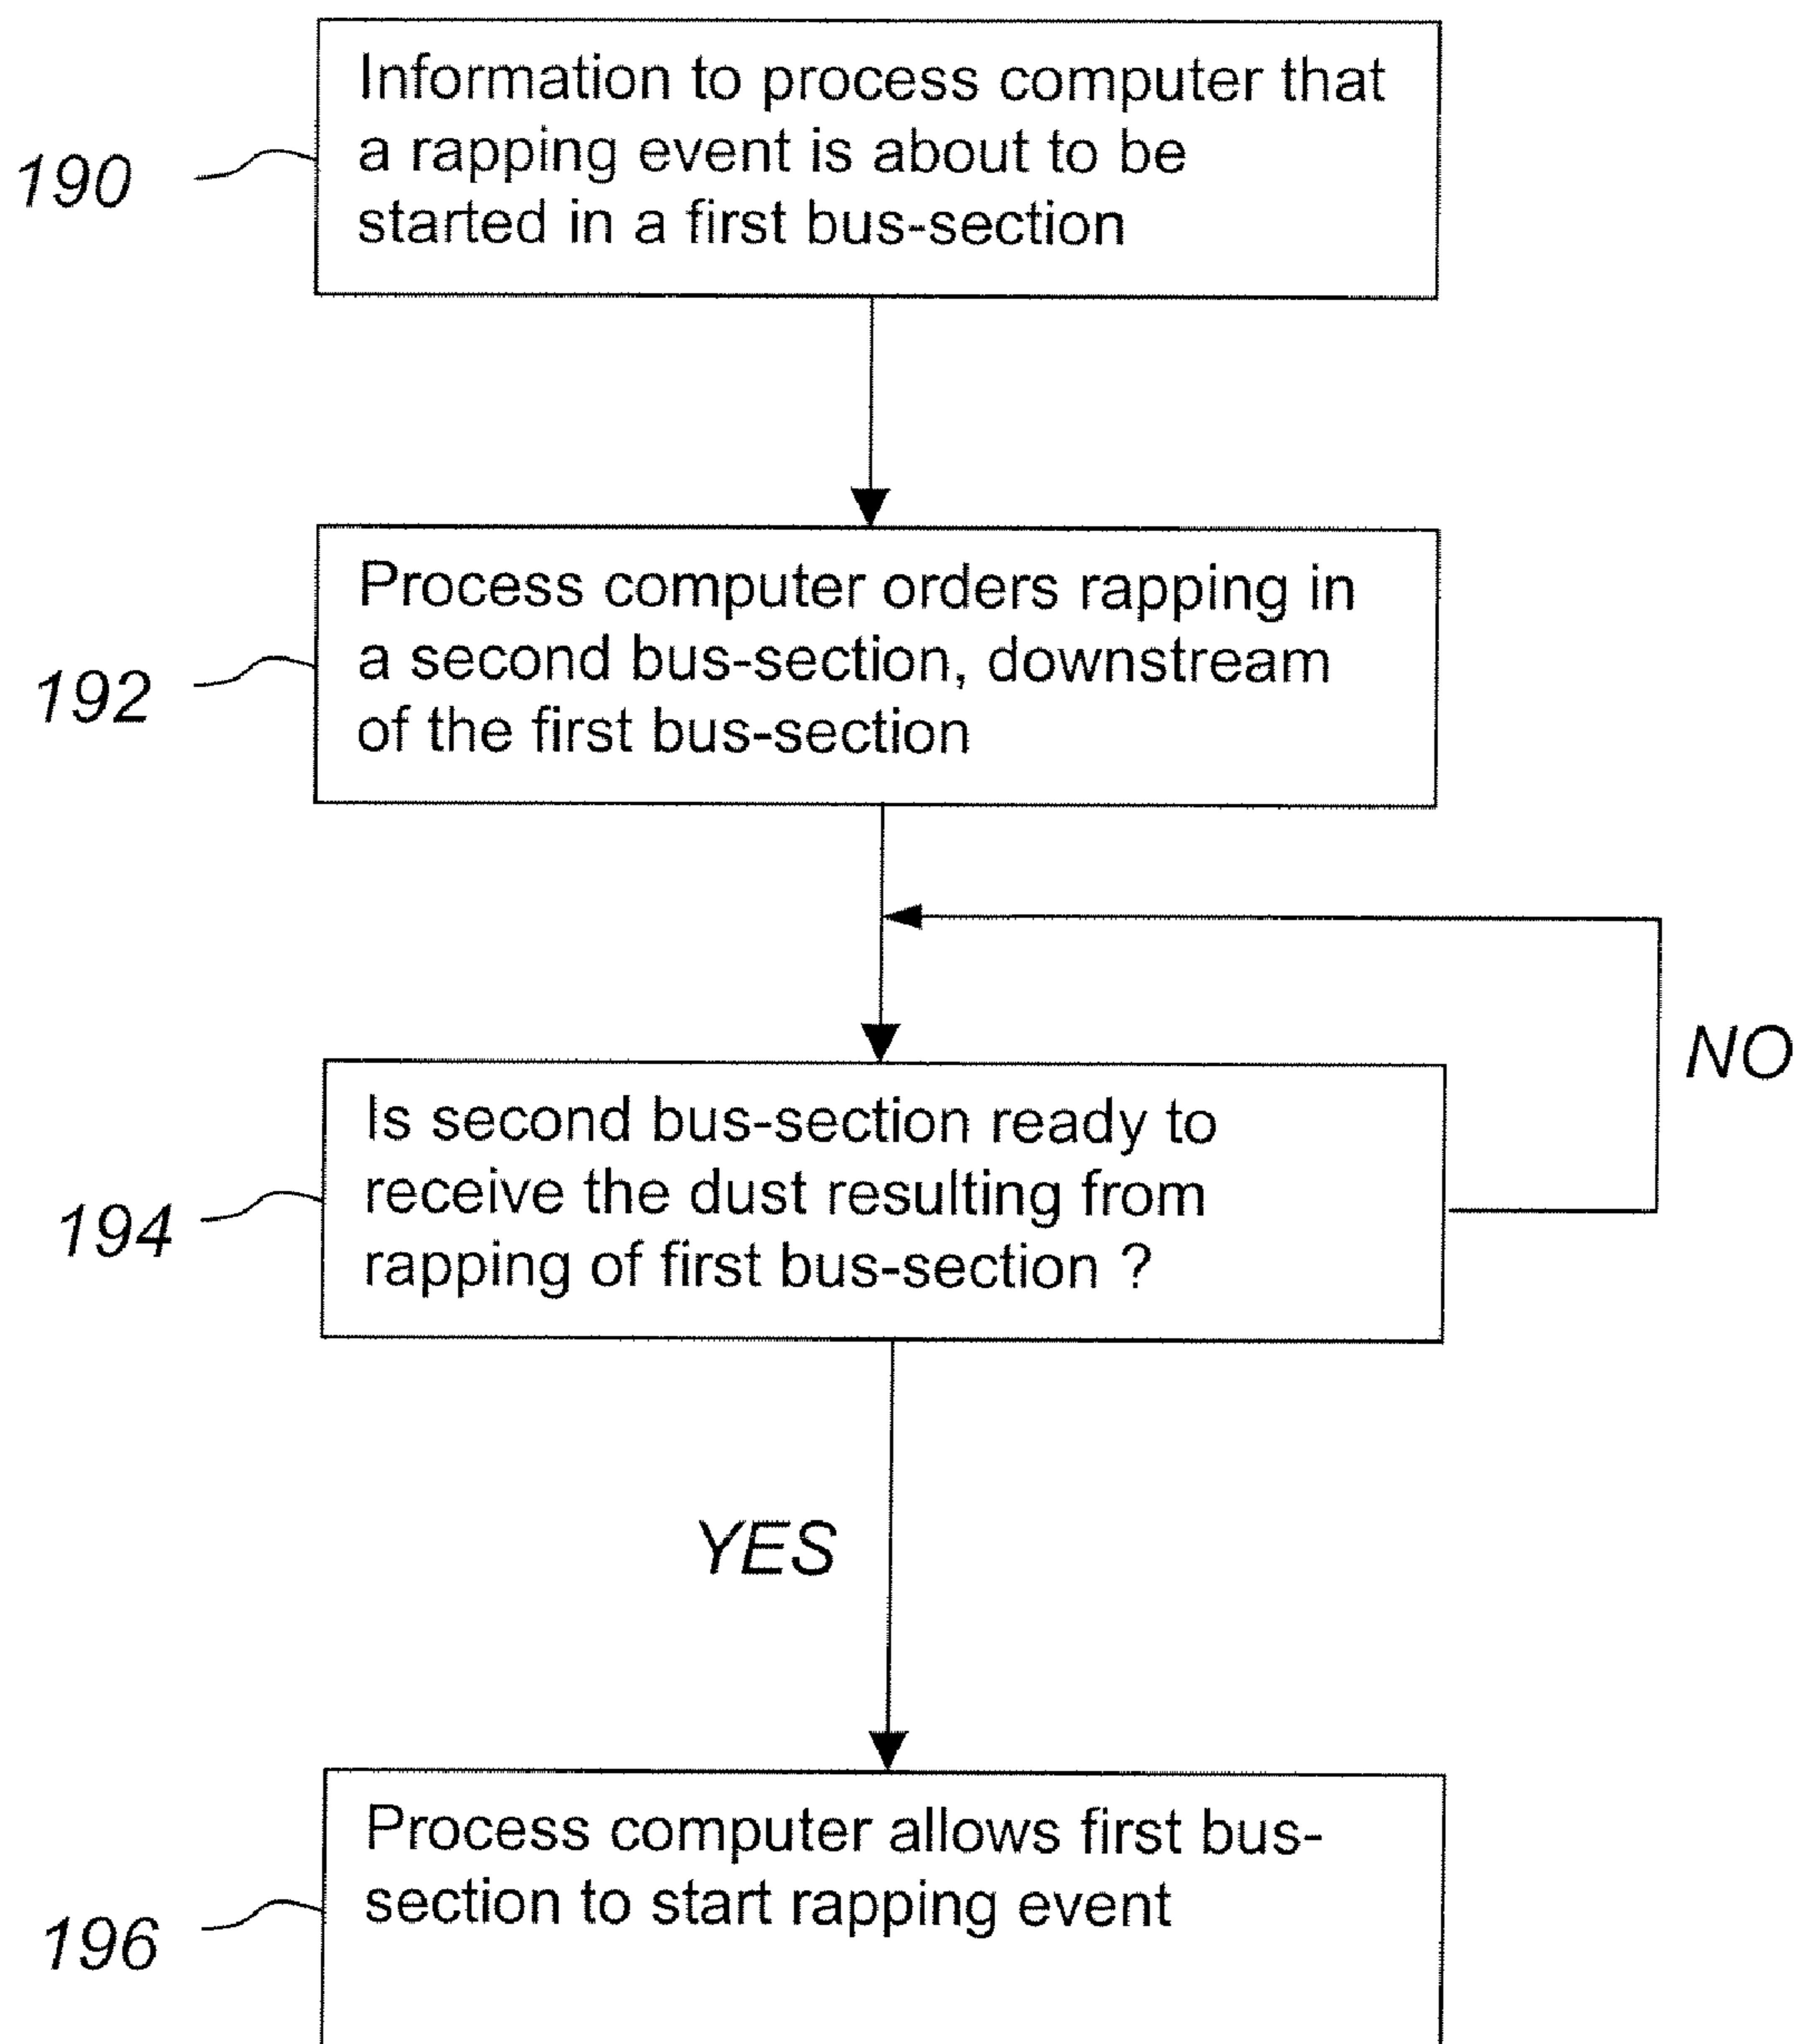 Information to process computer that
a rapping event is about to be
started in a first bus-section
190
Process computer orders rapping in
a second bus-section, downstream
of the first bus-section
192
NO
Is second bus-section ready to
receive the dust resulting from
rapping of first bus-section ?
194
YES
Process computer allows first bus-
section to start rapping event
196